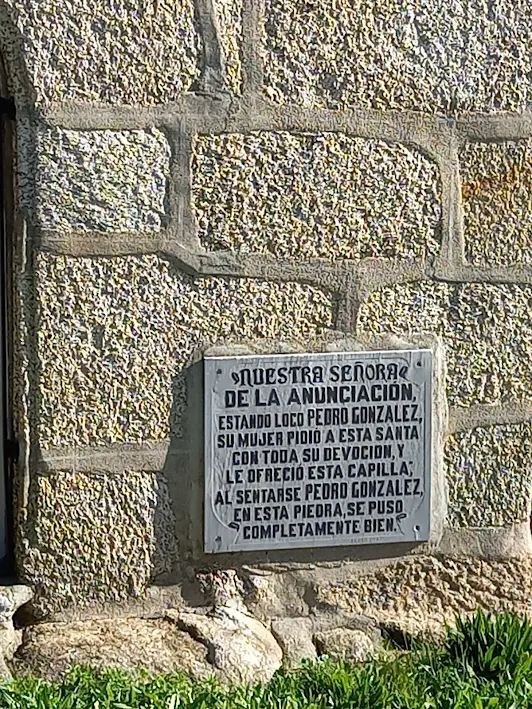 NUESTRA SEÑORA
DE LA ANUNCIACIÓN,
ESTANDO LOCO PEDRO GONZALEZ,
SU MUJER PIDIÓ A ESTA SANTA
CON TODA SU DEVOCION, Y
LE OFRECIÓ ESTA CAPILLA;
AL SENTARSE PEDRO GONZALEZ,
EN ESTA PIEDRA, SE PUSO
COMPLETAMENTE BIEN.